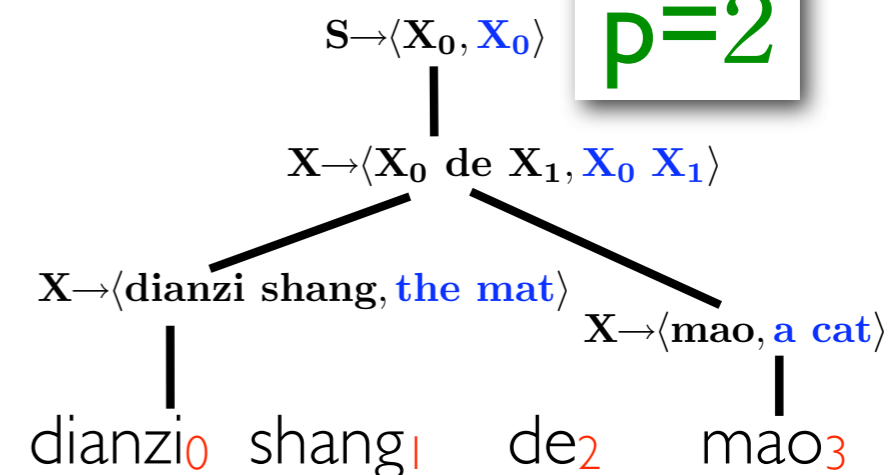 S→⟨X₀, X₀⟩
p=2
X→⟨X₀ de X₁, X₀ X₁⟩
X→⟨dianzi shang, the mat⟩
X→⟨mao, a cat⟩
dianzi₀ shang₁ de₂ mao₃